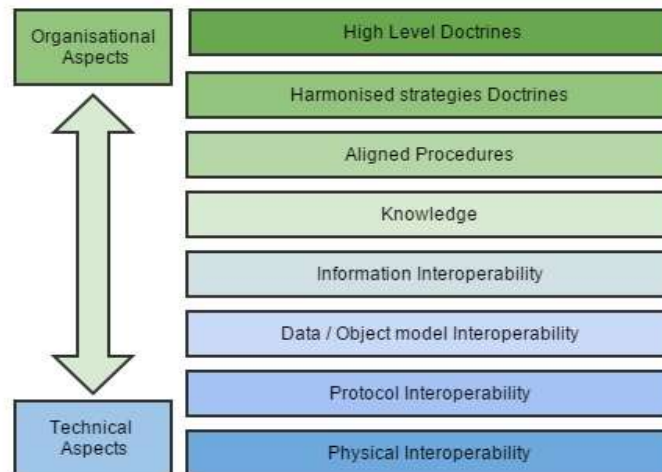 Organisational
Aspects
High Level Doctrines
Harmonised strategies Doctrines
Aligned Procedures
Knowledge
Information Interoperability
Data / Object model Interoperability
Protocol Interoperability
Technical
Aspects
Physical Interoperability